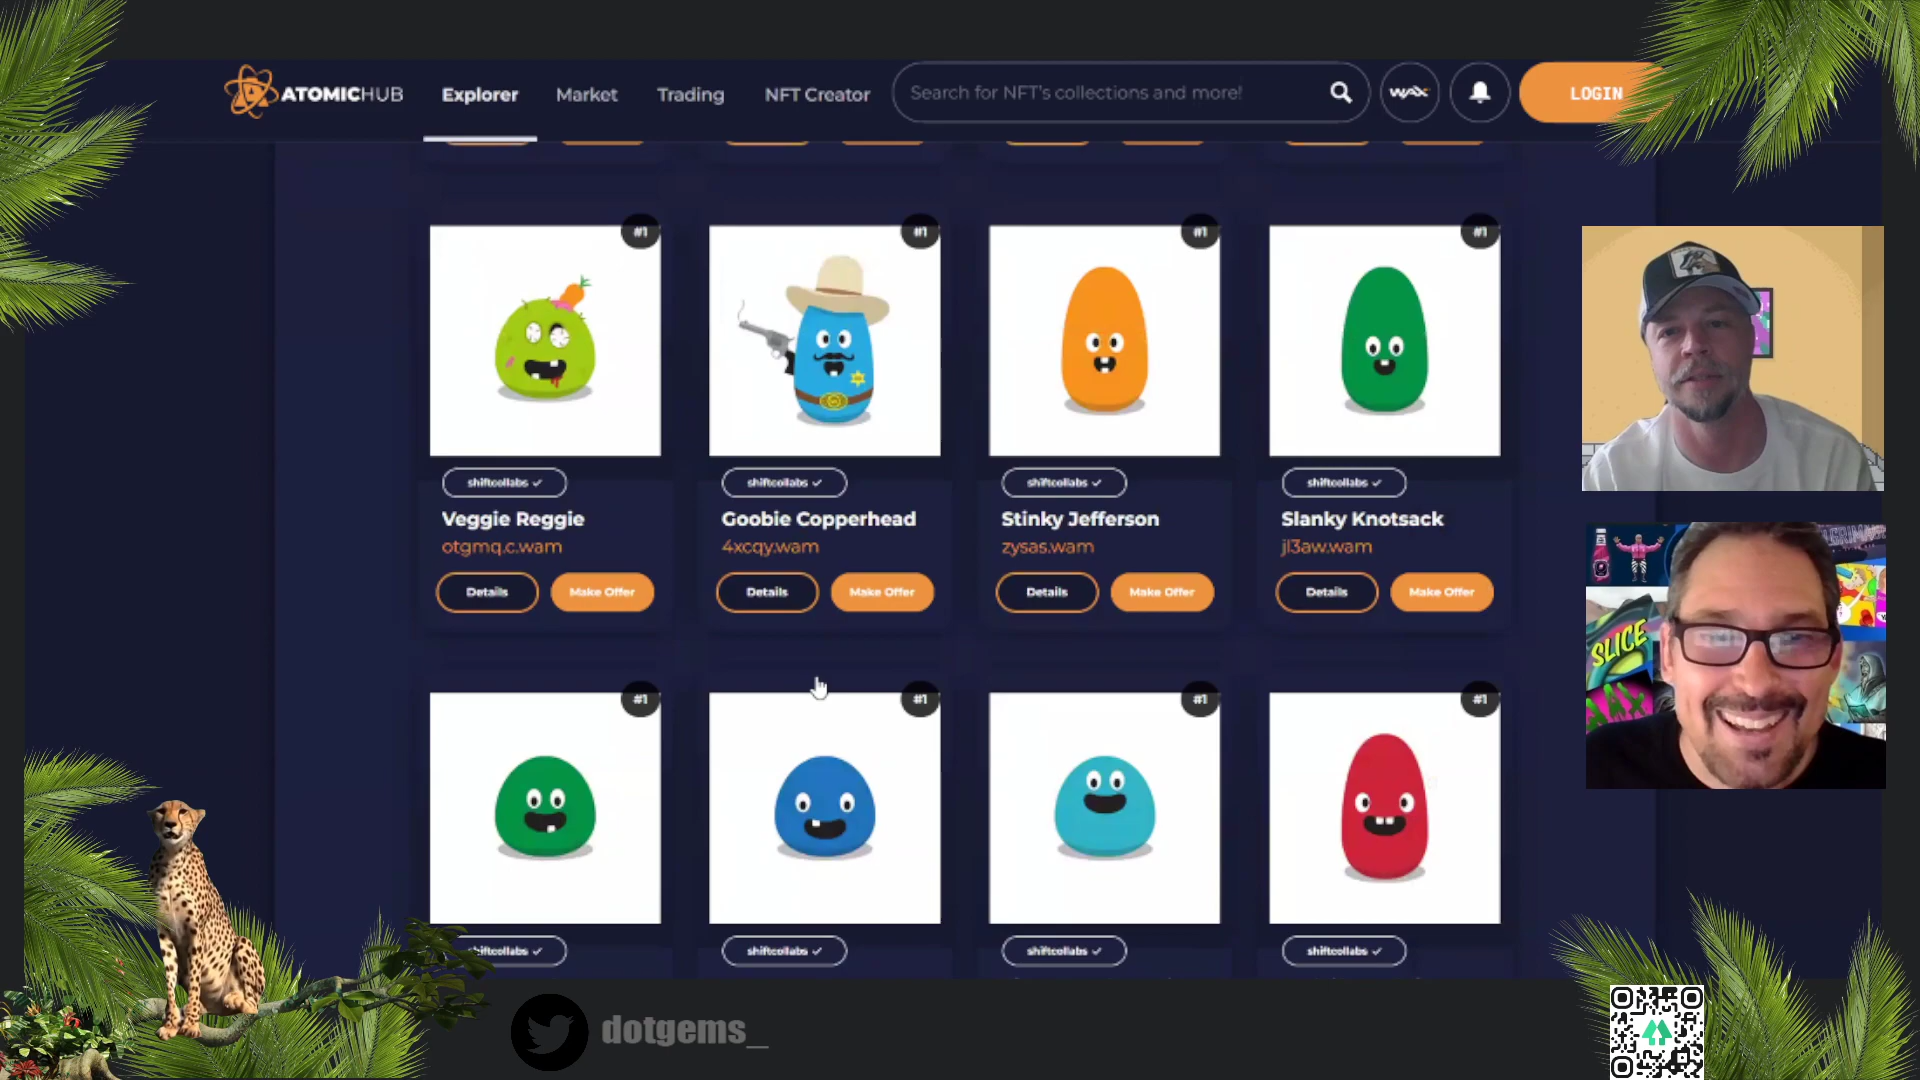 ATOMICHUB
Explorer
Market
Trading
NFT Creator
Search for NFT's collections and more!
WAX
LOGIN
#1
#1
#1
#1
shiftcollabs
shiftcollabs
shiftcollabs
shiftcollabs
Veggie Reggie
Goobie Copperhead
Stinky Jefferson
Slanky Knotsack
otgmq.c.wam
4xcqy.wam
zysas.wam
jl3aw.wam
Details
Make Offer
Details
Make Offer
Details
Make Offer
Details
Make Offer
SLICE
#1
#1
#1
#1
shiftcollabs
shiftcollabs
shiftcollabs
shiftcollabs
dotgems_